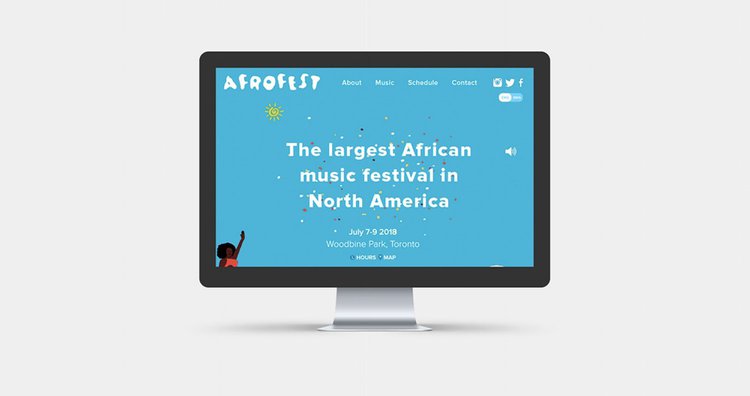 AFROFEST
About Music Schedule Contact
The largest African
music festival in
North America
July 7-9 2018
Woodbine Park, Toronto
HOURS MAP